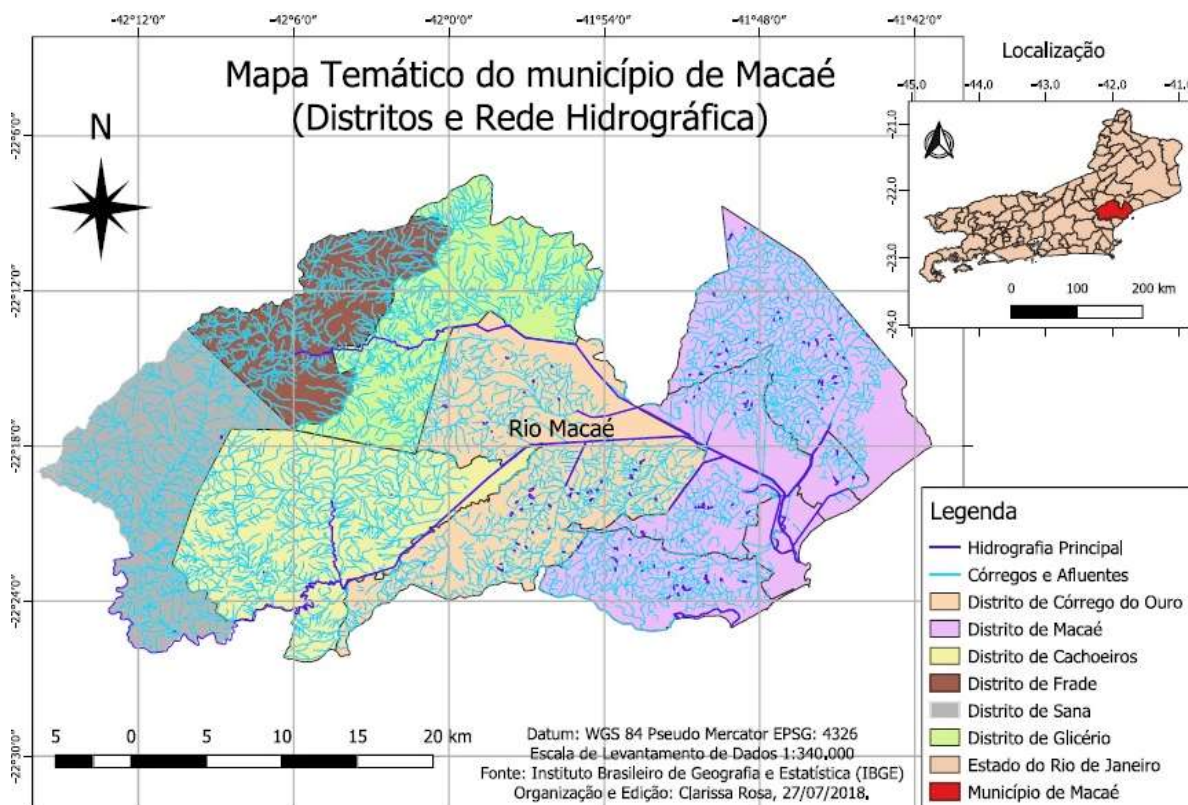 -42°12'0"
-42°6'0"
-42°0'0"
-41°54'0"
-41°48'0"
-41°42'0"
Mapa Temático do município de Macaé
(Distritos e Rede Hidrográfica)
Localização
-45.0
-44.0
-43.0
-42.0
-41.0
-21.0
-22.0
-23.0
-24.0
0 100 200 km
N
-22°6'0"
-22°12'0"
-22°18'0"
-22°24'0"
-22°30'0"
Rio Macaé
Legenda
Hidrografia Principal
Córregos e Afluentes
Distrito de Córrego do Ouro
Distrito de Macaé
Distrito de Cachoeiros
Distrito de Frade
Distrito de Sana
Distrito de Glicério
Estado do Rio de Janeiro
Município de Macaé
5 0 5 10 15 20 km
Datum: WGS 84 Pseudo Mercator EPSG: 4326
Escala de Levantamento de Dados 1:340.000
Fonte: Instituto Brasileiro de Geografia e Estatística (IBGE)
Organização e Edição: Clarissa Rosa, 27/07/2018.